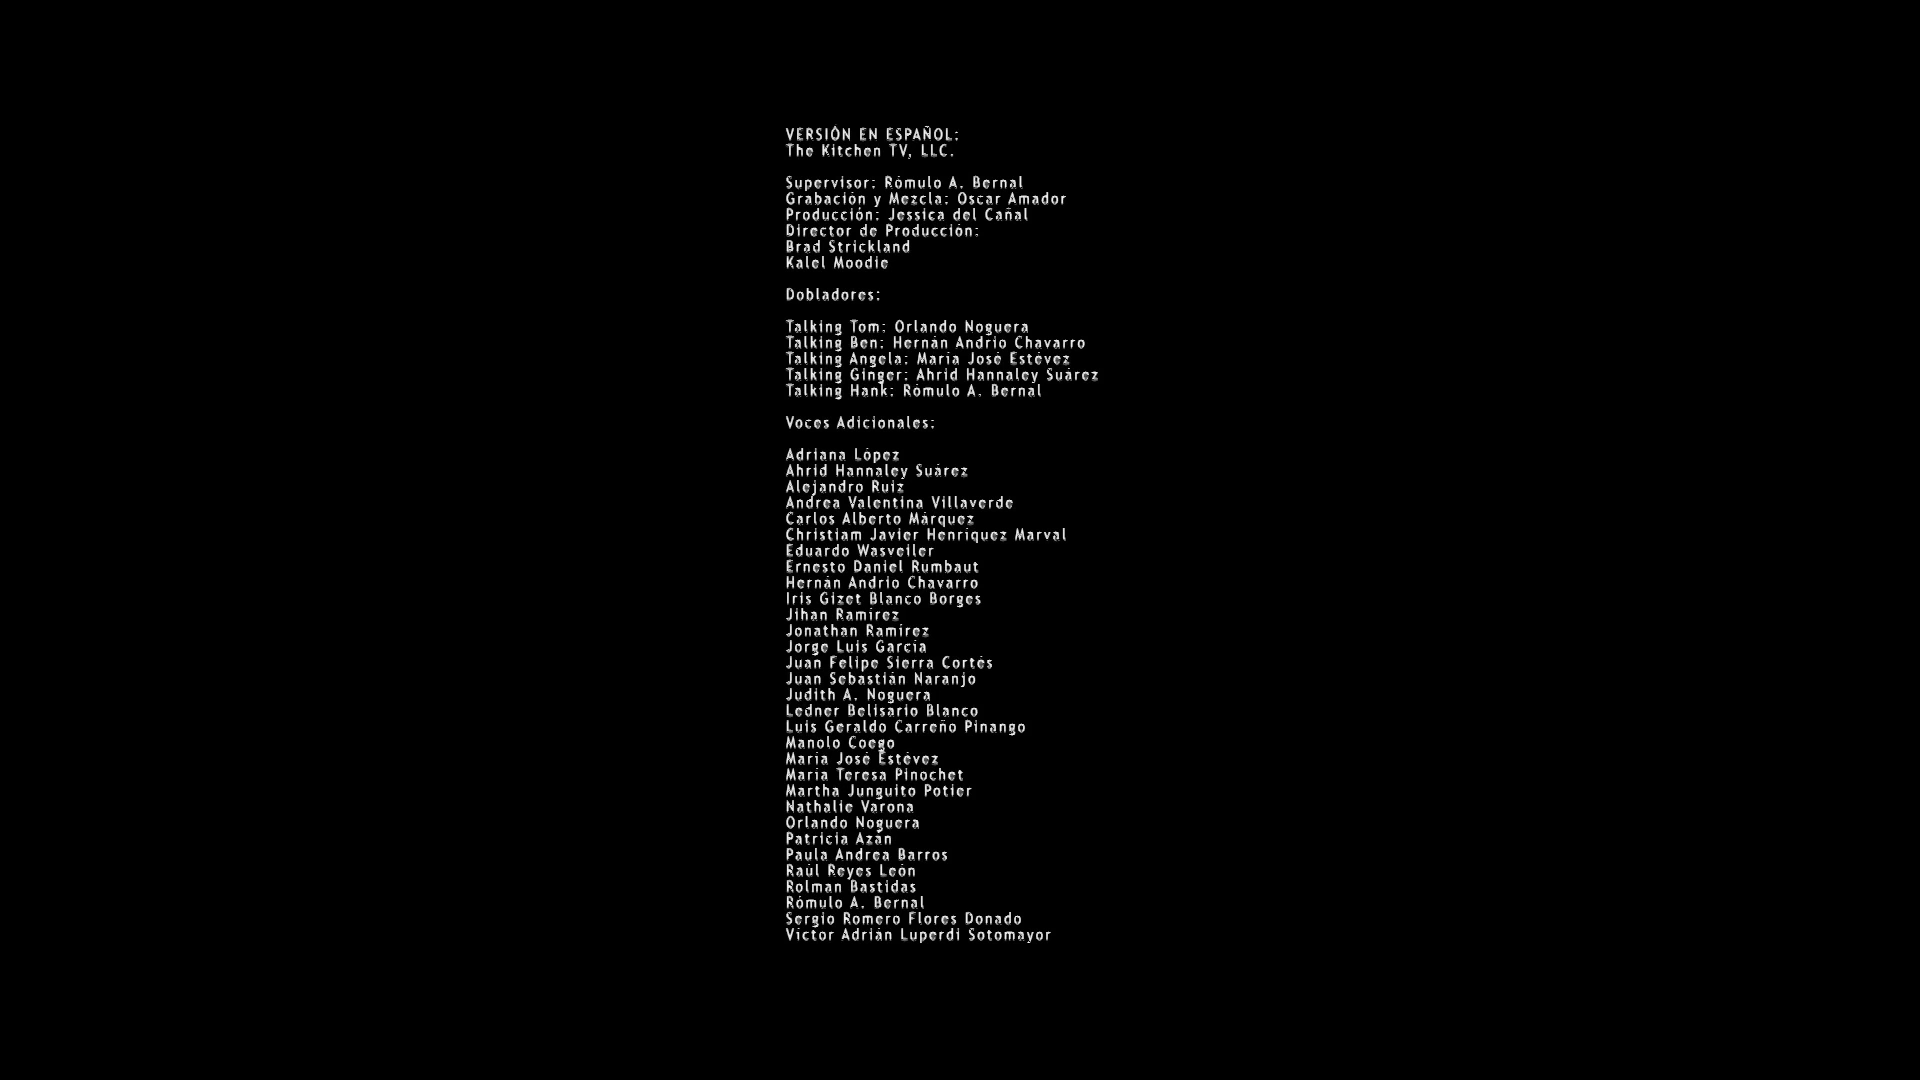 VERSIÓN EN ESPAÑOL:
The Kitchen TV, LLC.
Supervisor: Rómulo A. Bernal
Grabación y Mezcla: Oscar Amador
Producción: Jessica del Cañal
Director de Producción:
Brad Strickland
Kalel Moodie
Dobladores:
Talking Tom: Orlando Noguera
Talking Ben: Hernán Andrio Chavarro
Talking Angela: María José Estévez
Talking Ginger: Ahrid Hannaley Suárez
Talking Hank: Rómulo A. Bernal
Voces Adicionales:
Adriana López
Ahrid Hannaley Suárez
Alejandro Ruiz
Andrea Valentina Villaverde
Carlos Alberto Márquez
Christiam Javier Henríquez Marval
Eduardo Wasveiler
Ernesto Daniel Rumbaut
Hernán Andrio Chavarro
Iris Gizet Blanco Borges
Jihan Ramírez
Jonathan Ramírez
Jorge Luis García
Juan Felipe Sierra Cortés
Juan Sebastián Naranjo
Judith A. Noguera
Ledner Belisario Blanco
Luis Geraldo Carreño Pinango
Manolo Coego
María José Estévez
María Teresa Pinochet
Martha Junguito Potier
Nathalie Varona
Orlando Noguera
Patricia Azán
Paula Andrea Barros
Raúl Reyes León
Rolman Bastidas
Rómulo A. Bernal
Sergio Romero Flores Donado
Víctor Adrián Luperdi Sotomayor